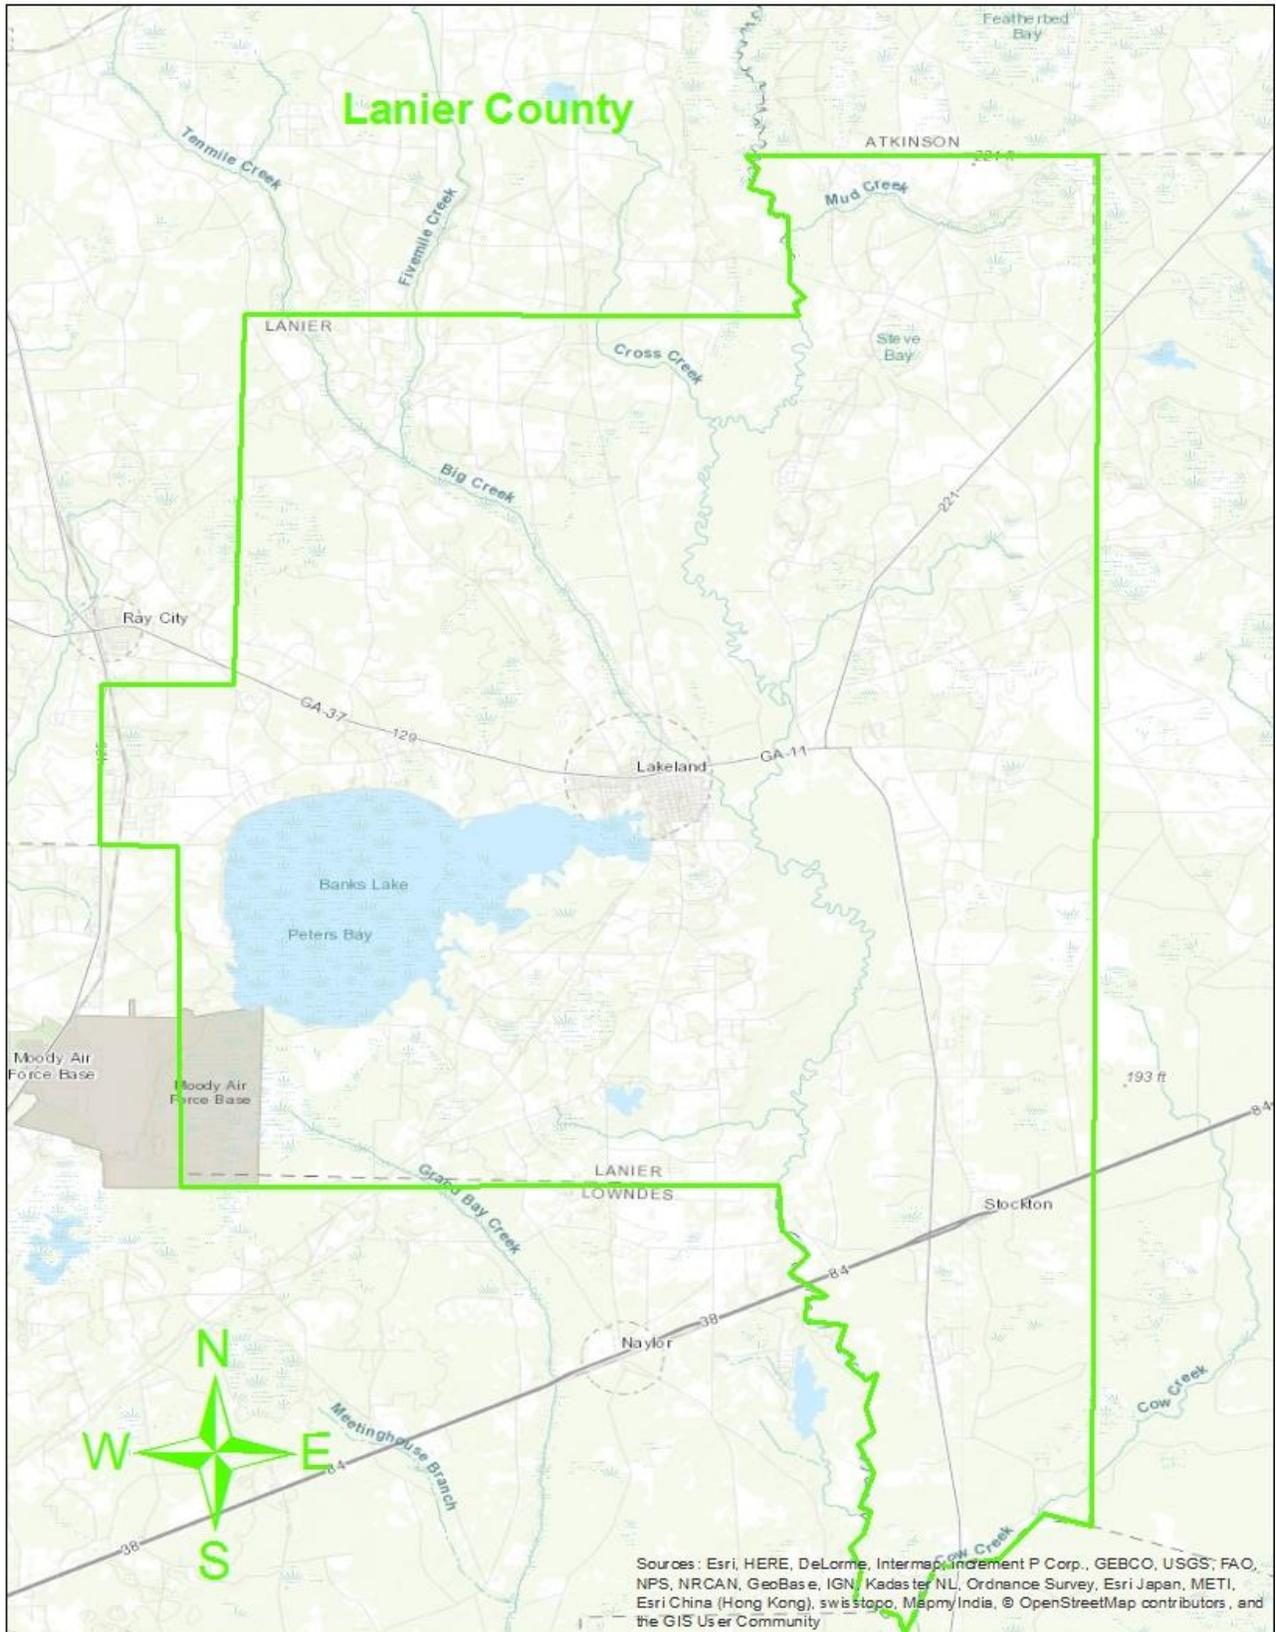 Featherbed
Bay
Lanier County
Tenmile Creek
Fivemile Creek
ATKINSON
221 ft
Mud Creek
LANIER
Cross Creek
Steve
Bay
Big Creek
221
Ray City
GA-37
129
Lakeland
GA-11
Banks Lake
Peters Bay
Moody Air
Force Base
Moody Air
Force Base
193 ft
84
LANIER
LOWNDES
Grand Bay Creek
Stockton
84
38
Naylor
N
W
E
S
Meetinghouse Branch
84
38
Cow Creek
Cow Creek
Sources: Esri, HERE, DeLorme, Intermap, increment P Corp., GEBCO, USGS, FAO,
NPS, NRCAN, GeoBase, IGN, Kadaster NL, Ordnance Survey, Esri Japan, METI,
Esri China (Hong Kong), swisstopo, MapmyIndia, © OpenStreetMap contributors, and
the GIS User Community